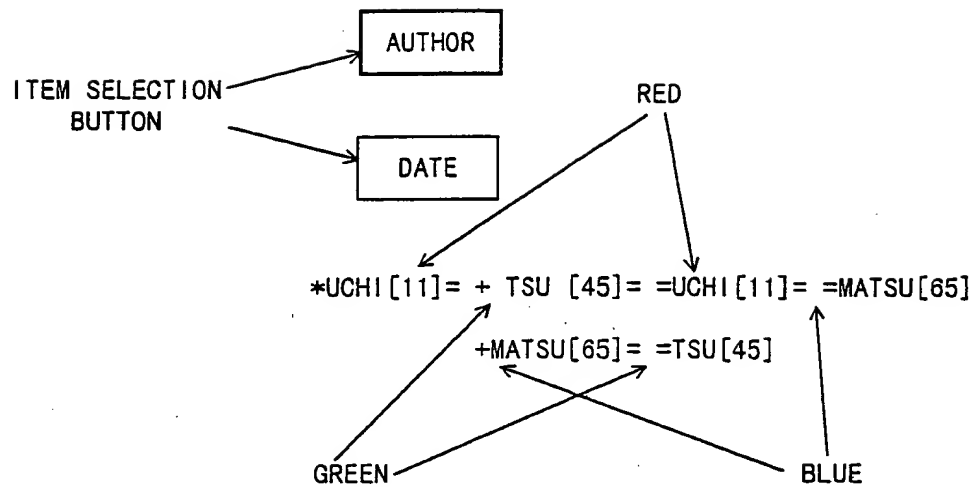 AUTHOR
ITEM SELECTION
BUTTON
RED
DATE
*UCHI[11]= + TSU [45]= =UCHI[11]= =MATSU[65]
+MATSU[65]= =TSU[45]
GREEN
BLUE